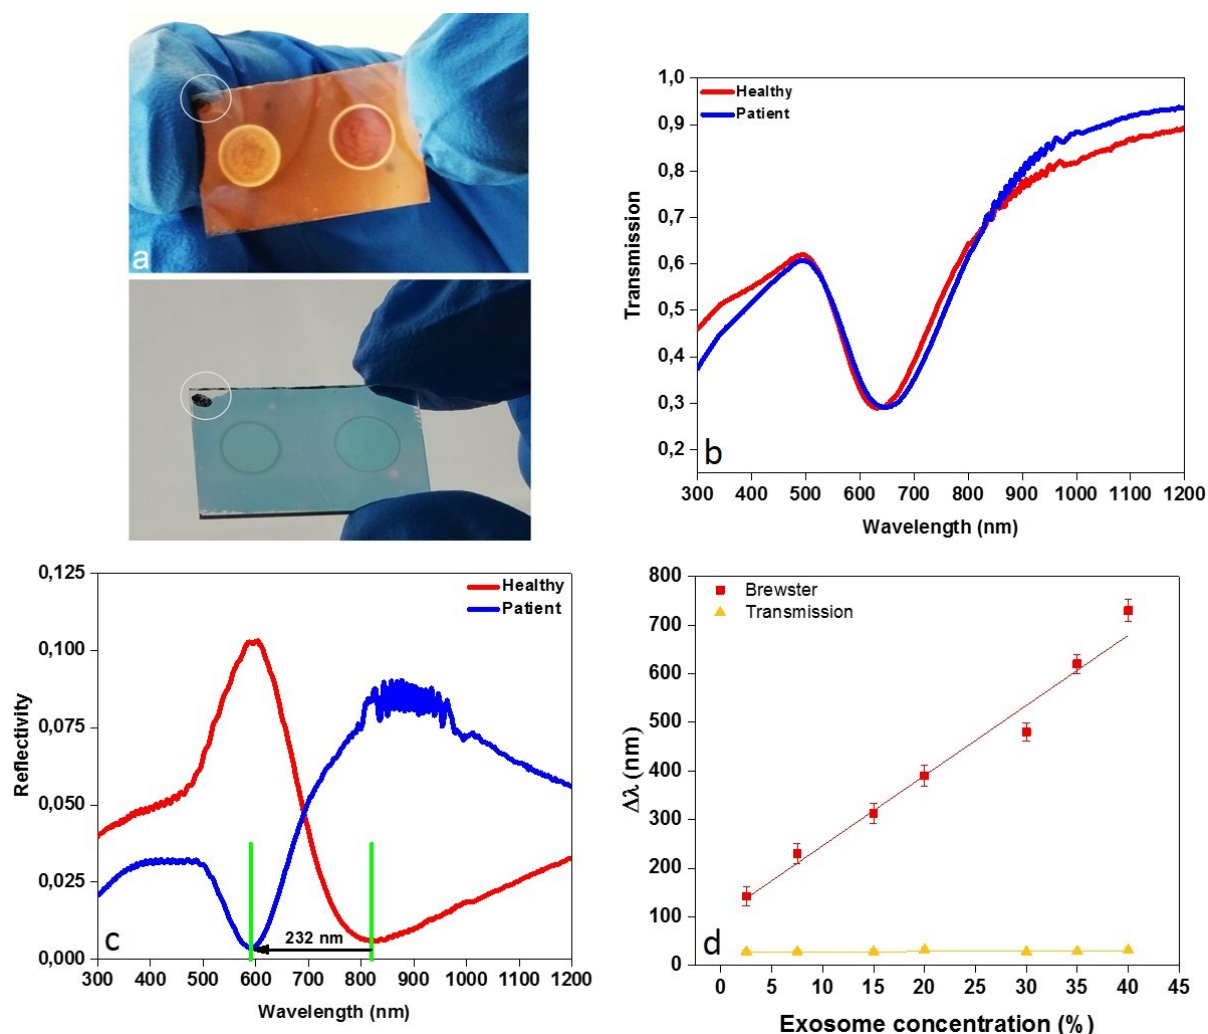 a
Healthy
Patient
1,0
0,9
0,8
0,7
0,6
0,5
0,4
0,3
0,2
Transmission
b
300 400 500 600 700 800 900 1000 1100 1200
Wavelength (nm)
0,125
0,100
0,075
0,050
0,025
0,000
Reflectivity
Healthy
Patient
232 nm
c
300 400 500 600 700 800 900 1000 1100 1200
Wavelength (nm)
800
700
600
500
400
300
200
100
0
Δλ (nm)
Brewster
Transmission
d
0 5 10 15 20 25 30 35 40 45
Exosome concentration (%)